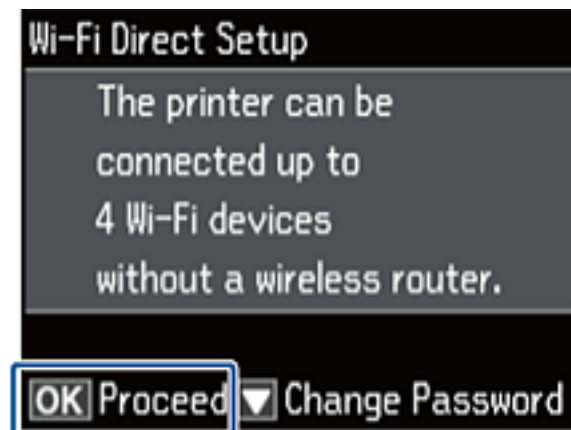 Wi-Fi Direct Setup
The printer can be
connected up to
4 Wi-Fi devices
without a wireless router.
OK Proceed ▼ Change Password